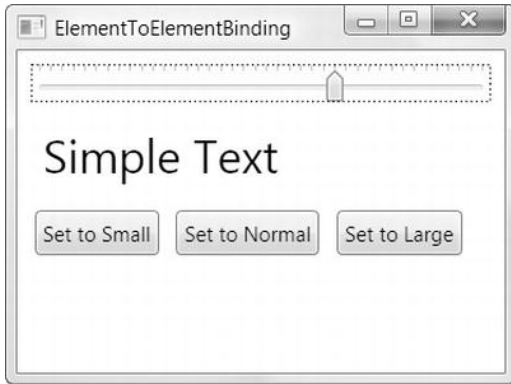 ElementToElementBinding
Simple Text
Set to Small Set to Normal Set to Large